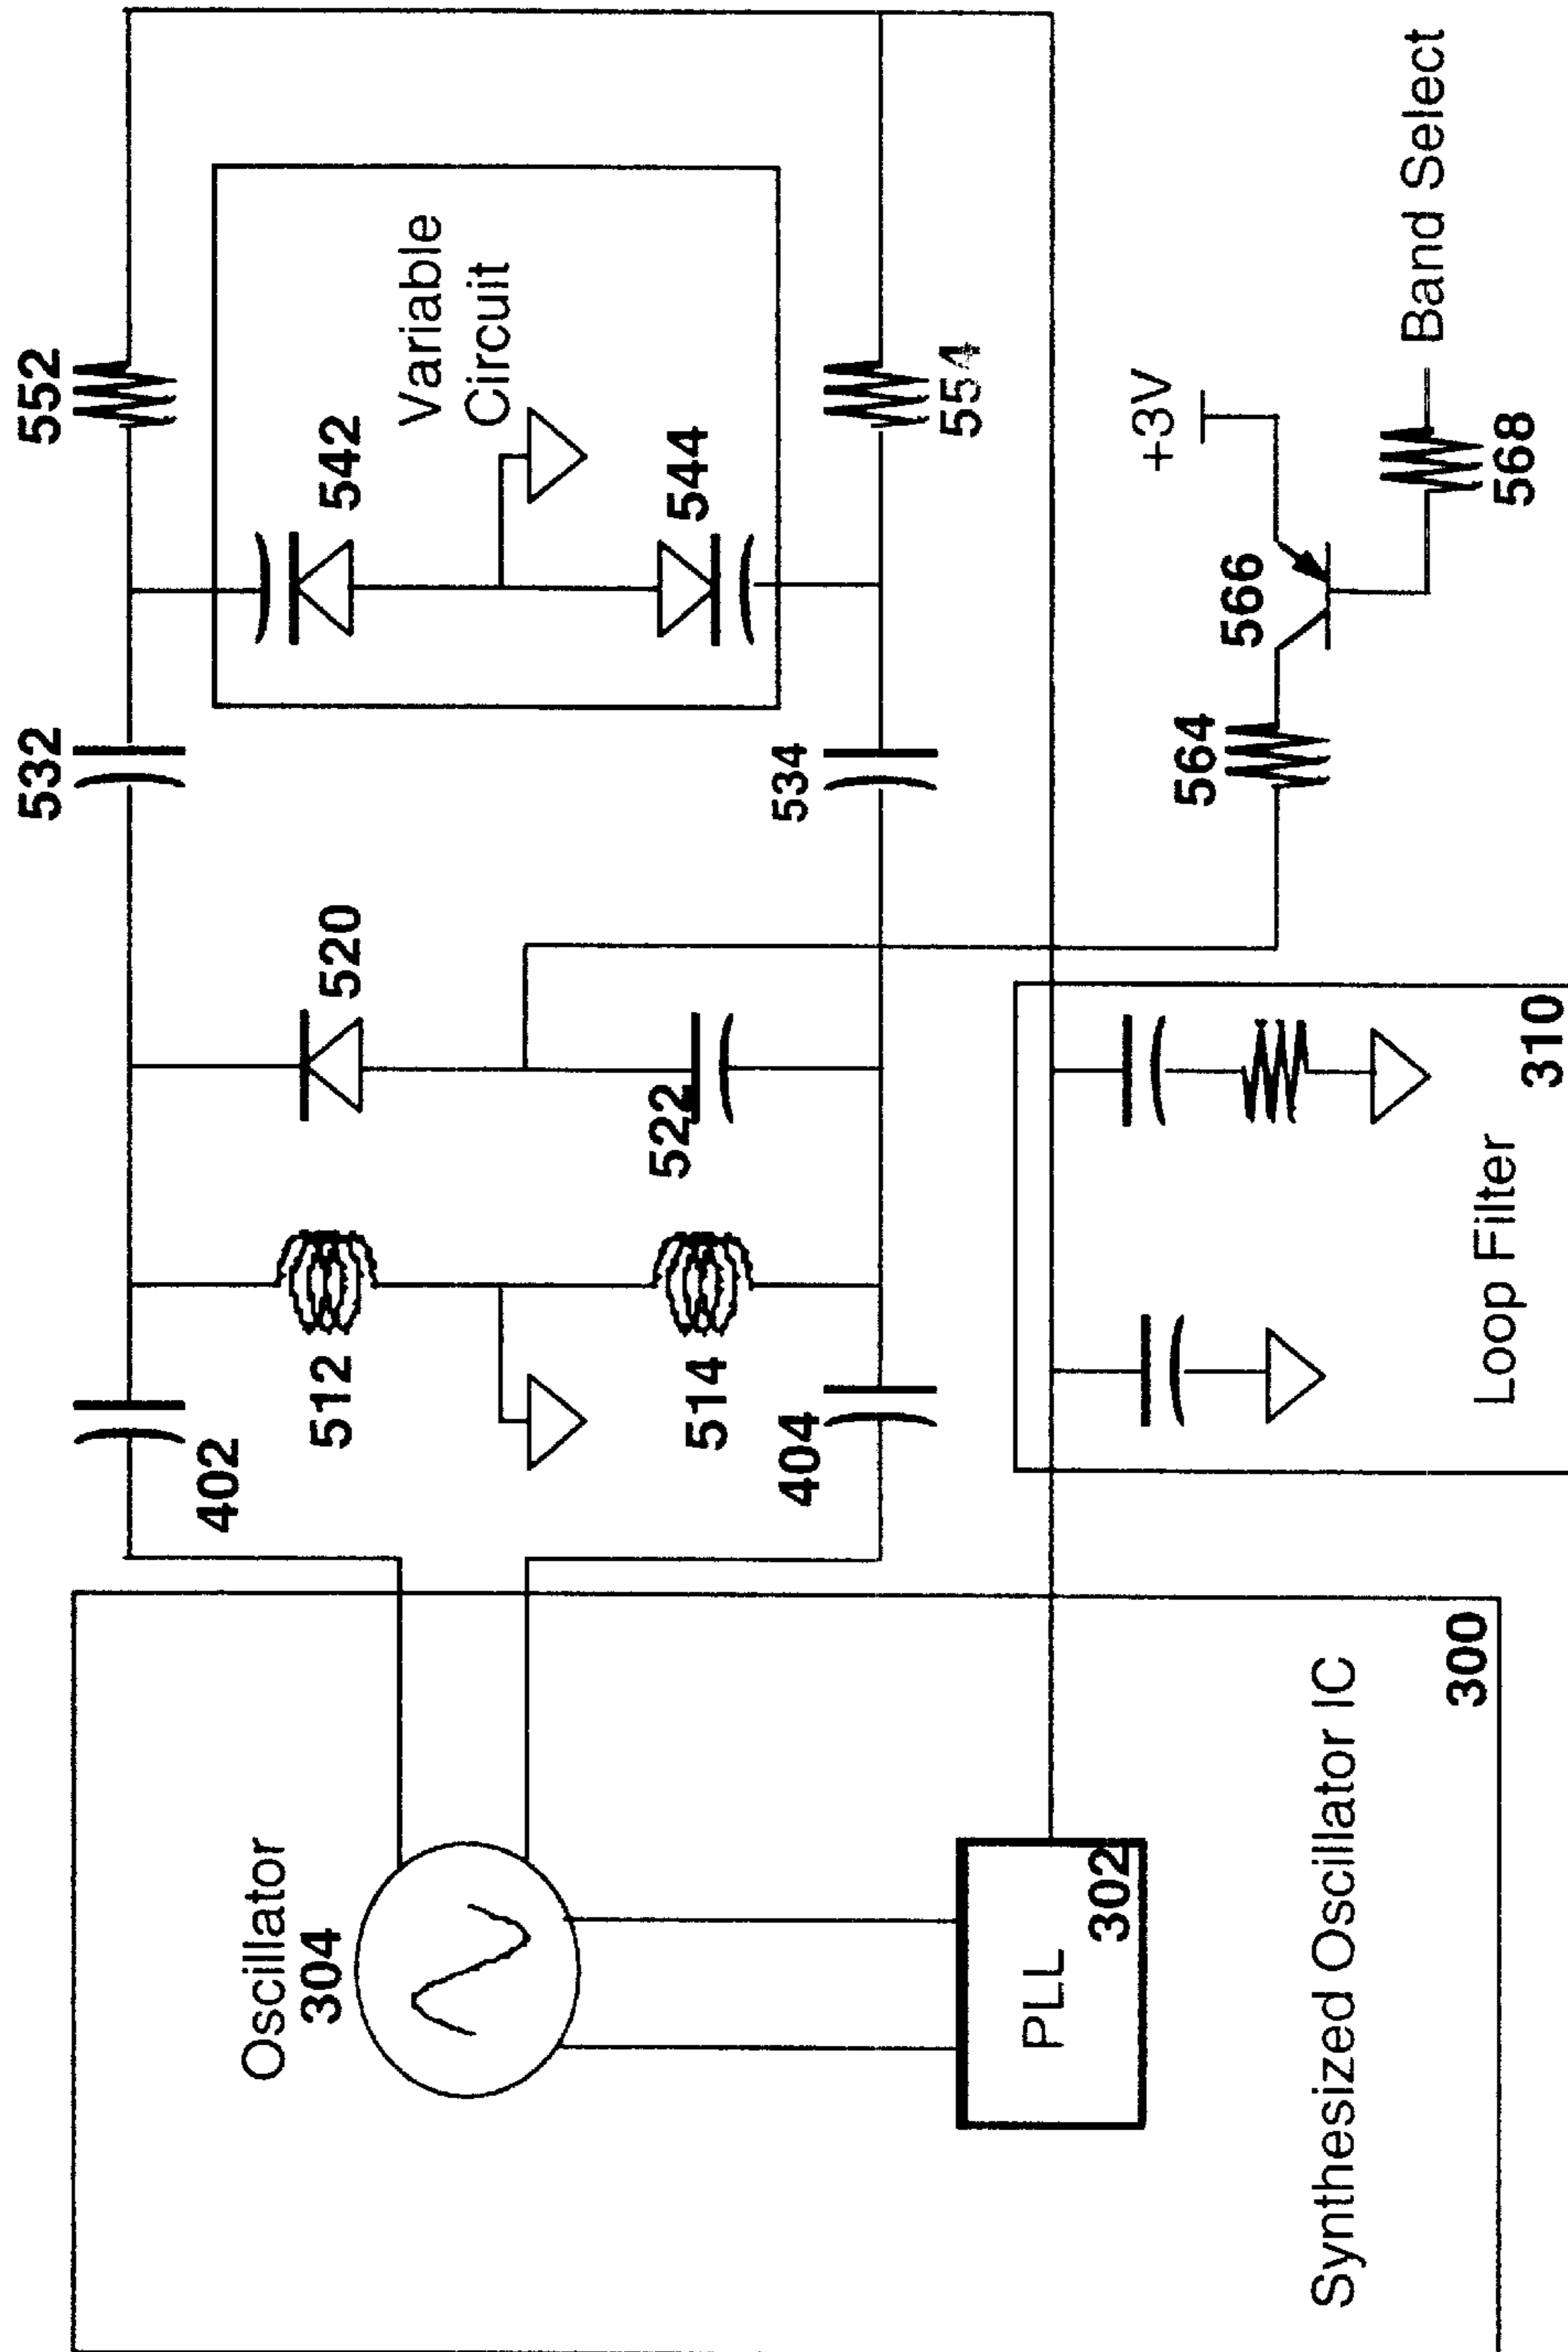 552
532
402
520
512
542
Variable
Circuit
544
522
514
534
404
554
Oscillator
304
PLL
302
+3V
566
564
Band Select
568
Loop Filter
310
Synthesized Oscillator IC
300